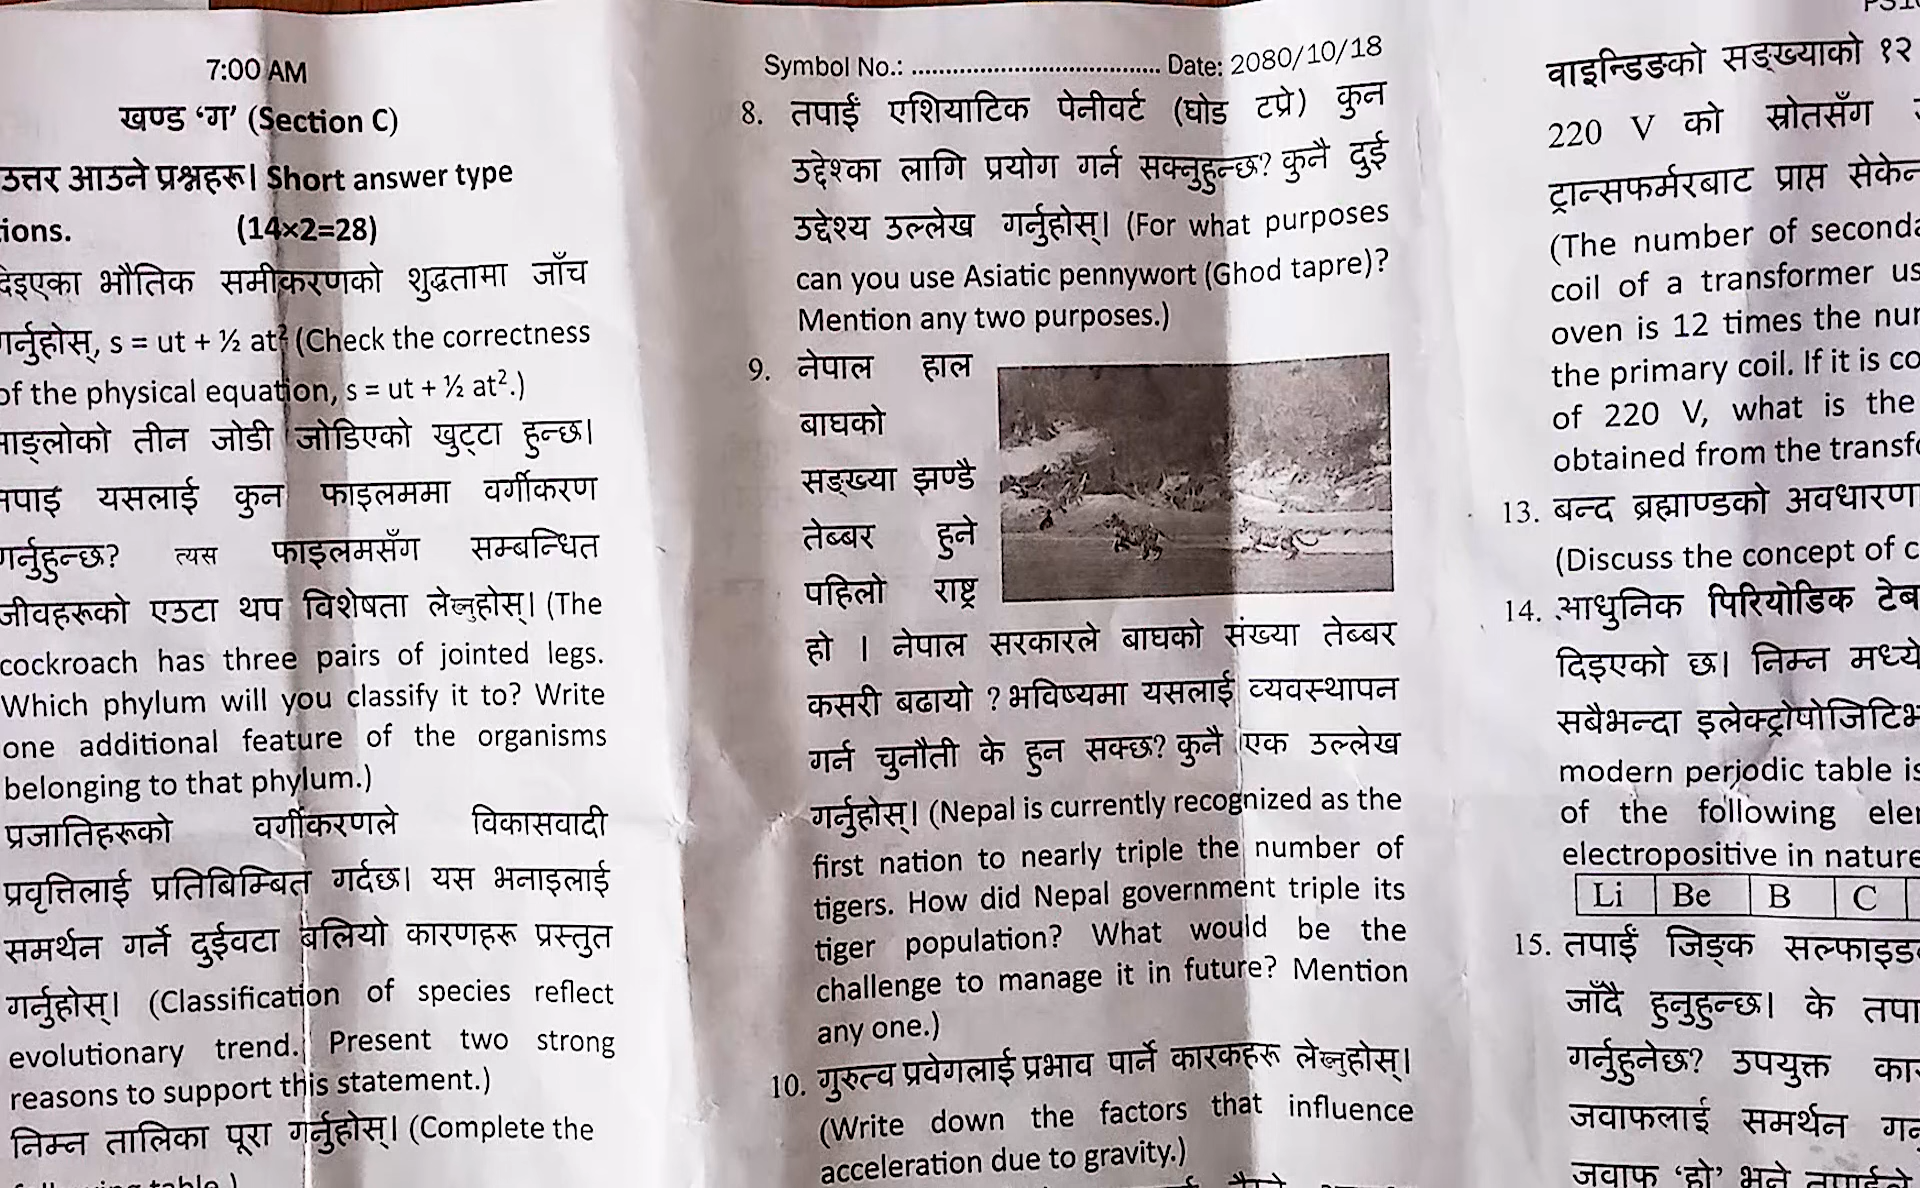 7:00 AM
खण्ड ‘ग’ (Section C)
उत्तर आउने प्रश्नहरू। Short answer type
(14×2=28)
भौतिक समीकरणको शुद्धतामा जाँच
गर्नुहोस्, s = ut + ½ at² (Check the correctness
of the physical equation, s = ut + ½ at².)
तीन जोडी जोडिएको खुट्टा हुन्छ।
यसलाई कुन फाइलममा वर्गीकरण
गर्नुहुन्छ? त्यस फाइलमसँग सम्बन्धित
जीवहरूको एउटा थप विशेषता लेख्नुहोस्। (The
cockroach has three pairs of jointed legs.
Which phylum will you classify it to? Write
one additional feature of the organisms
belonging to that phylum.)
प्रजातिहरूको वर्गीकरणले विकासवादी
प्रवृत्तिलाई प्रतिबिम्बित गर्दछ। यस भनाइलाई
समर्थन गर्ने दुईवटा बलियो कारणहरू प्रस्तुत
गर्नुहोस्। (Classification of species reflect
evolutionary trend. Present two strong
reasons to support this statement.)
निम्न तालिका पूरा गर्नुहोस्। (Complete the
Symbol No.: ..................................... Date: 2080/10/18
8. तपाईं एशियाटिक पेनीवर्ट (घोड टप्रे) कुन
उद्देश्का लागि प्रयोग गर्न सक्नुहुन्छ? कुनै दुई
उद्देश्य उल्लेख गर्नुहोस्। (For what purposes
can you use Asiatic pennywort (Ghod tapre)?
Mention any two purposes.)
9. नेपाल हाल
बाघको
सङ्ख्या झण्डै
तेब्बर हुने
पहिलो राष्ट्र
हो । नेपाल सरकारले बाघको संख्या तेब्बर
कसरी बढायो ? भविष्यमा यसलाई व्यवस्थापन
गर्न चुनौती के हुन सक्छ? कुनै एक उल्लेख
गर्नुहोस्। (Nepal is currently recognized as the
first nation to nearly triple the number of
tigers. How did Nepal government triple its
tiger population? What would be the
challenge to manage it in future? Mention
any one.)
10. गुरुत्व प्रवेगलाई प्रभाव पार्ने कारकहरू लेख्नुहोस्।
(Write down the factors that influence
acceleration due to gravity.)
वाइन्डिङको सङ्ख्याको १२
220 V को स्रोतसँग
ट्रान्सफर्मरबाट प्राप्त
(The number of
coil of a transformer
oven is 12 times the
the primary coil. If it is
of 220 V, what is the
obtained from the
13. बन्द ब्रह्माण्डको
(Discuss the concept of
14. आधुनिक पिरियोडिक
दिइएको छ। निम्न
सबैभन्दा
modern perjodic table
of the following
electropositive in nature
Li Be B C
15. तपाईं जिङ्क
जाँदै हुनुहुन्छ। के
गर्नुहुनेछ? उपयुक्त
जवाफलाई समर्थन
जवाफ ‘हो’ भने